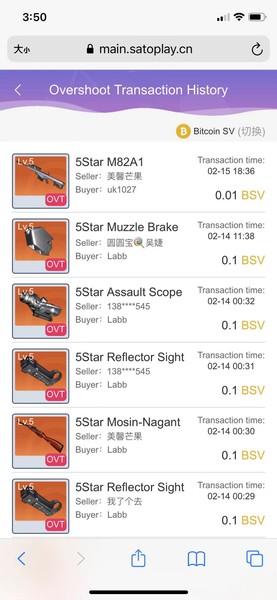 3:50
大小
main.satoplay.cn
Overshoot Transaction History
Bitcoin SV (切换)
Lv.5
OVT
5Star M82A1
Seller: 美馨芒果
Buyer: uk1027
Transaction time:
02-15 18:36
0.01 BSV
Lv.5
OVT
5Star Muzzle Brake
Seller: 圆圆宝🍭吴婕
Buyer: Labb
Transaction time:
02-14 11:38
0.1 BSV
Lv.5
OVT
5Star Assault Scope
Seller: 138****545
Buyer: Labb
Transaction time:
02-14 00:32
0.1 BSV
Lv.5
OVT
5Star Reflector Sight
Seller: 138****545
Buyer: Labb
Transaction time:
02-14 00:31
0.1 BSV
Lv.5
OVT
5Star Mosin-Nagant
Seller: 美馨芒果
Buyer: Labb
Transaction time:
02-14 00:30
0.1 BSV
Lv.5
OVT
5Star Reflector Sight
Seller: 我了个去
Buyer: Labb
Transaction time:
02-14 00:29
0.1 BSV